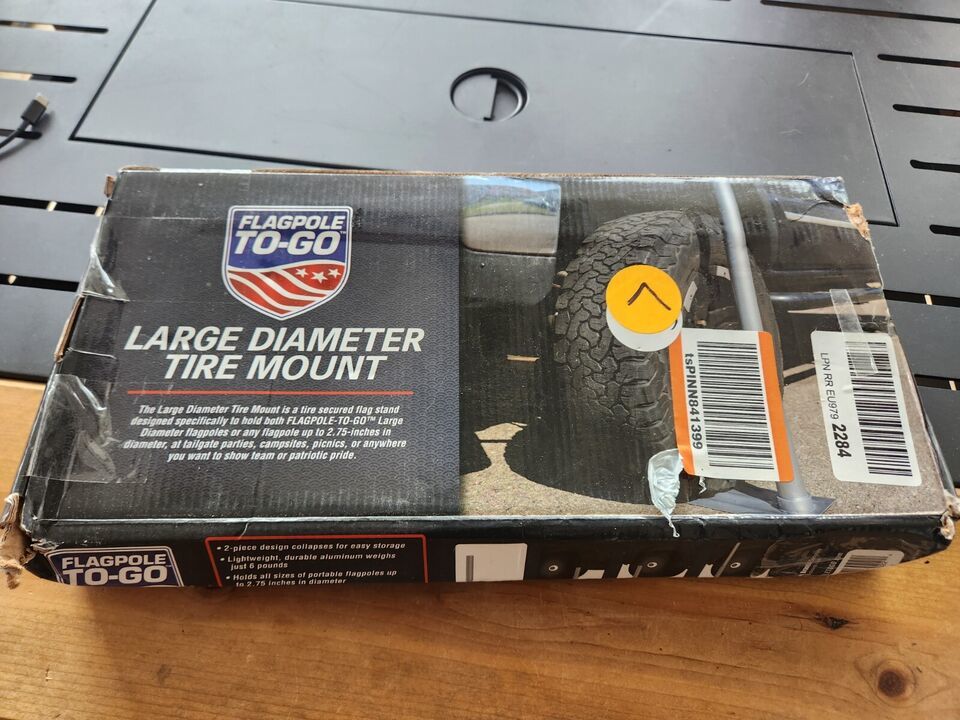 FLAGPOLE
TO-GO™
LARGE DIAMETER
TIRE MOUNT
The Large Diameter Tire Mount is a tire secured flag stand
designed specifically to hold both FLAGPOLE-TO-GO™ Large
Diameter flagpoles or any flagpole up to 2.75-inches in
diameter, at tailgate parties, campsites, picnics, or anywhere
you want to show team or patriotic pride.
tsPINN841399
LPN RR EU979 2284
FLAGPOLE
TO-GO
• 2-piece design collapses for easy storage
• Lightweight, durable aluminum weighs
just 6 pounds
• Holds all sizes of portable flagpoles up
to 2.75 inches in diameter